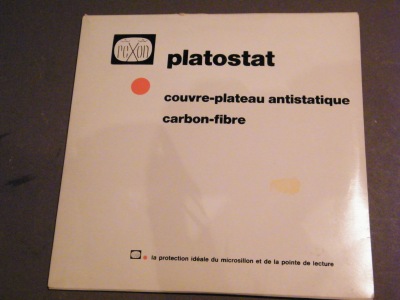 rexon
platostat
couvre-plateau antistatique
carbon-fibre
la protection idéale du microsillon et de la pointe de lecture